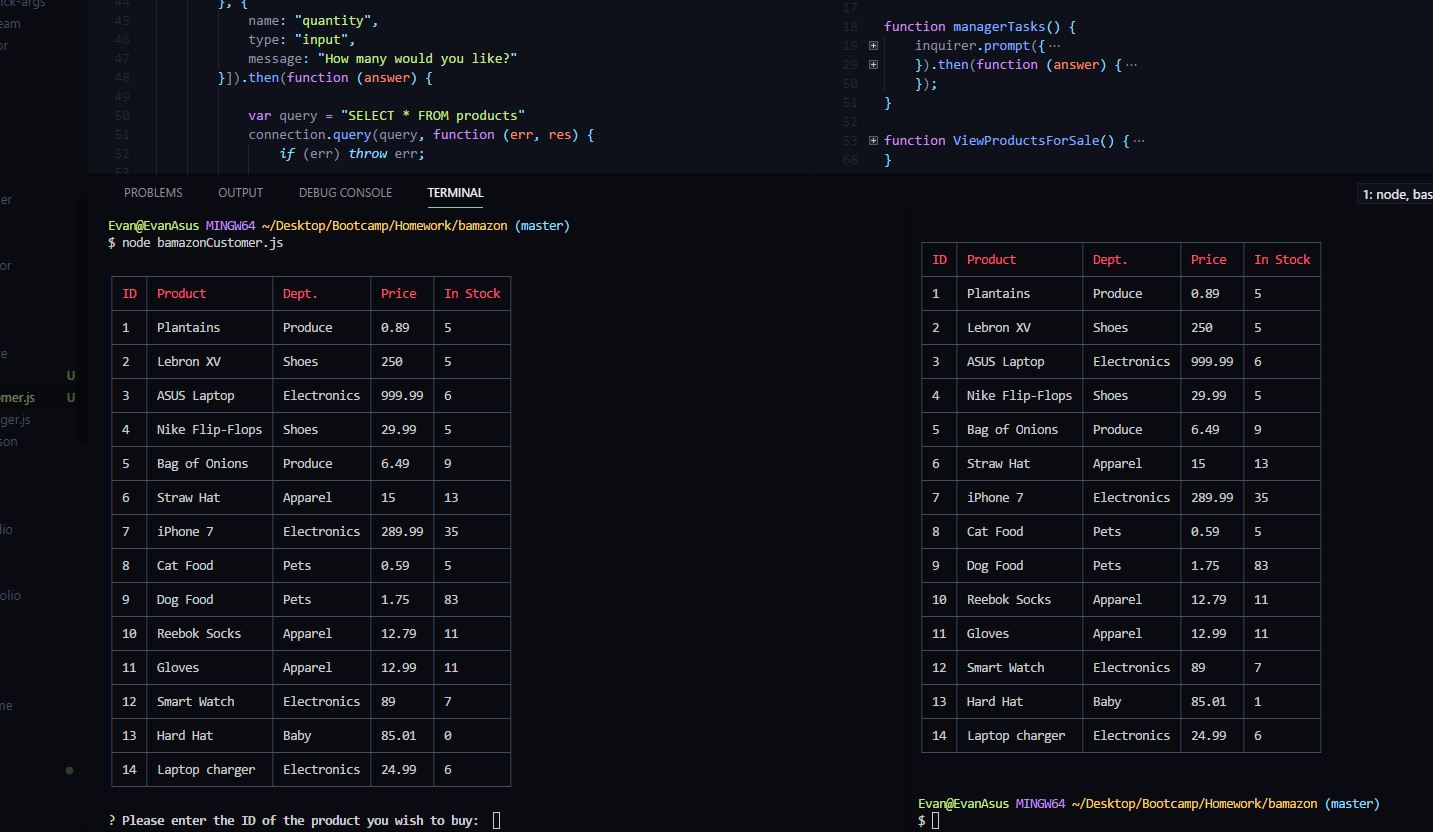 ck-args
eam
or
er
or
e
U
omer.js U
ger.js
son
lio
olio
me
44 }, {
45 name: "quantity",
46 type: "input",
47 message: "How many would you like?"
48 }]).then(function (answer) {
49
50 var query = "SELECT * FROM products"
51 connection.query(query, function (err, res) {
52 if (err) throw err;
53
17
18 function managerTasks() {
19 inquirer.prompt({ ...
29 }).then(function (answer) { ...
50 });
51 }
52
53 function ViewProductsForSale() { ...
68 }
PROBLEMS OUTPUT DEBUG CONSOLE TERMINAL 1: node, bas
Evan@EvanAsus MINGW64 ~/Desktop/Bootcamp/Homework/bamazon (master)
$ node bamazonCustomer.js
ID Product Dept. Price In Stock
1 Plantains Produce 0.89 5
2 Lebron XV Shoes 250 5
3 ASUS Laptop Electronics 999.99 6
4 Nike Flip-Flops Shoes 29.99 5
5 Bag of Onions Produce 6.49 9
6 Straw Hat Apparel 15 13
7 iPhone 7 Electronics 289.99 35
8 Cat Food Pets 0.59 5
9 Dog Food Pets 1.75 83
10 Reebok Socks Apparel 12.79 11
11 Gloves Apparel 12.99 11
12 Smart Watch Electronics 89 7
13 Hard Hat Baby 85.01 0
14 Laptop charger Electronics 24.99 6
? Please enter the ID of the product you wish to buy:
ID Product Dept. Price In Stock
1 Plantains Produce 0.89 5
2 Lebron XV Shoes 250 5
3 ASUS Laptop Electronics 999.99 6
4 Nike Flip-Flops Shoes 29.99 5
5 Bag of Onions Produce 6.49 9
6 Straw Hat Apparel 15 13
7 iPhone 7 Electronics 289.99 35
8 Cat Food Pets 0.59 5
9 Dog Food Pets 1.75 83
10 Reebok Socks Apparel 12.79 11
11 Gloves Apparel 12.99 11
12 Smart Watch Electronics 89 7
13 Hard Hat Baby 85.01 1
14 Laptop charger Electronics 24.99 6
Evan@EvanAsus MINGW64 ~/Desktop/Bootcamp/Homework/bamazon (master)
$